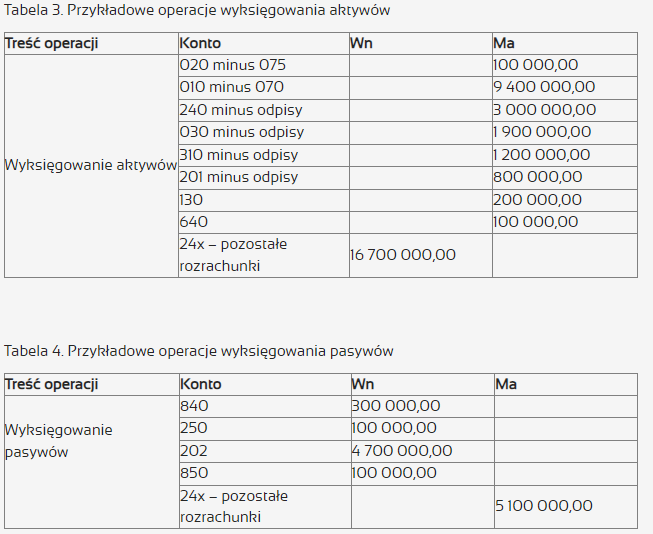 Tabela 3. Przykładowe operacje wyksięgowania aktywów
Treść operacji Konto Wn Ma
020 minus 075 100 000,00
010 minus 070 9 400 000,00
240 minus odpisy 3 000 000,00
030 minus odpisy 1 900 000,00
Wyksięgowanie aktywów 310 minus odpisy 1 200 000,00
201 minus odpisy 800 000,00
130 200 000,00
640 100 000,00
24x – pozostałe
rozrachunki 16 700 000,00
Tabela 4. Przykładowe operacje wyksięgowania pasywów
Treść operacji Konto Wn Ma
840 300 000,00
Wyksięgowanie
pasywów
250 100 000,00
202 4 700 000,00
850 100 000,00
24x – pozostałe
rozrachunki 5 100 000,00